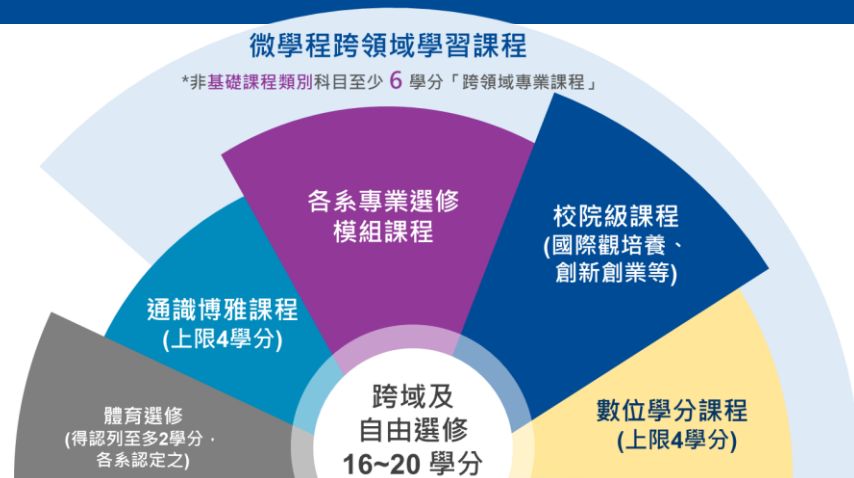 微學程跨領域學習課程
*非基礎課程類別科目至少 6 學分「跨領域專業課程」
各系專業選修
模組課程
校院級課程
(國際觀培養、
創新創業等)
通識博雅課程
(上限4學分)
體育選修
(得認列至多2學分，
各系認定之)
跨域及
自由選修
16~20 學分
數位學分課程
(上限4學分)